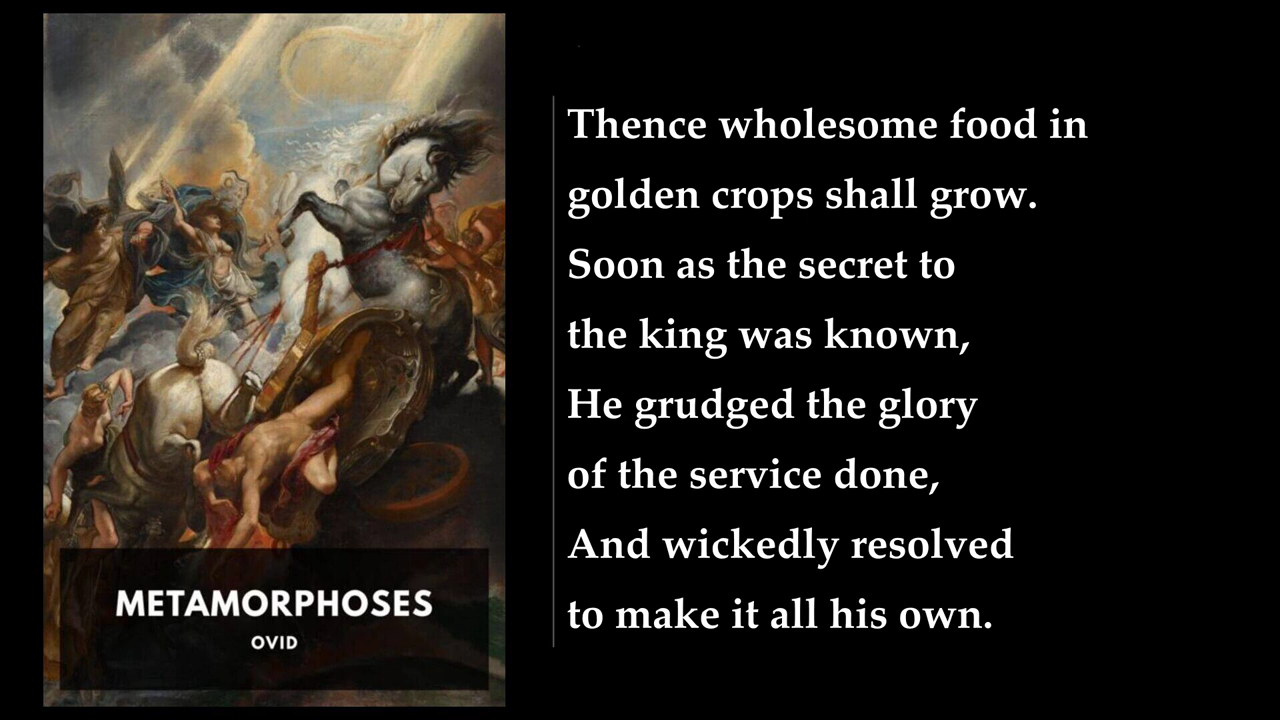 METAMORPHOSES
OVID
Thence wholesome food in
golden crops shall grow.
Soon as the secret to
the king was known,
He grudged the glory
of the service done,
And wickedly resolved
to make it all his own.